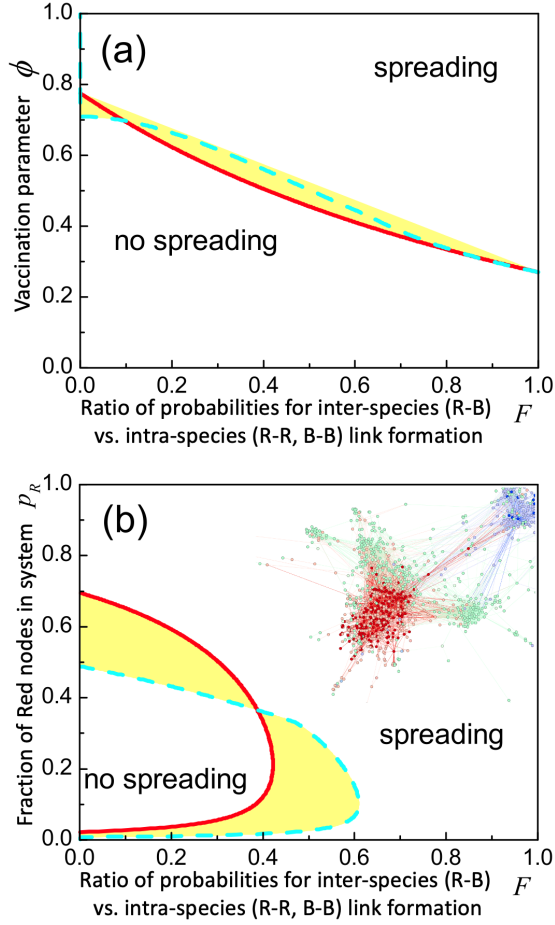 (a)
Vaccination parameter ϕ
1.0
0.8
0.6
0.4
0.2
0.0
spreading
no spreading
0.0 0.2 0.4 0.6 0.8 1.0
Ratio of probabilities for inter-species (R-B)
vs. intra-species (R-R, B-B) link formation
F
(b)
Fraction of Red nodes in system p_R
1.0
0.8
0.6
0.4
0.2
0.0
spreading
no spreading
0.0 0.2 0.4 0.6 0.8 1.0
Ratio of probabilities for inter-species (R-B)
vs. intra-species (R-R, B-B) link formation
F